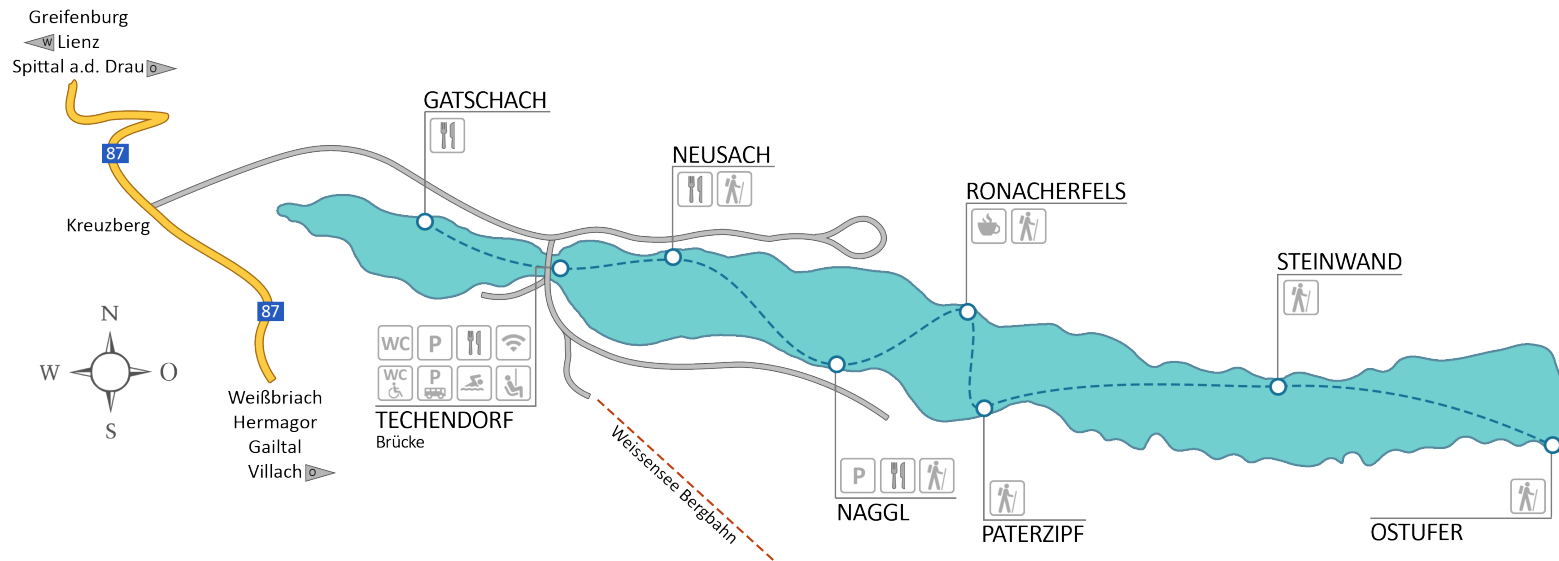 Greifenburg
W Lienz
Spittal a.d. Drau O
87
Kreuzberg
87
Weißbriach
Hermagor
Gailtal
Villach O
N
W O
S
GATSCHACH
NEUSACH
RONACHERFELS
STEINWAND
WC P
WC P
TECHENDORF
Brücke
Weissensee Bergbahn
P
NAGGL
PATERZIPF
OSTUFER